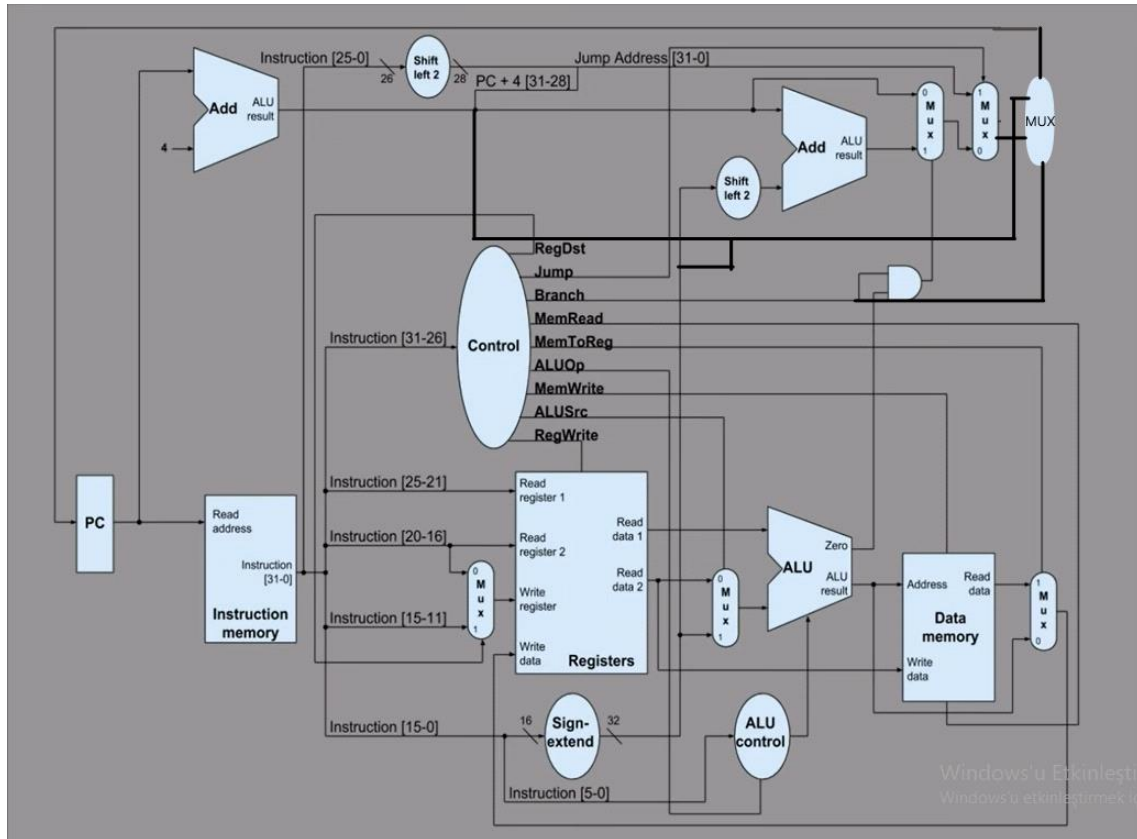 Instruction [25-0]
26
Shift
left 2
28
Jump Address [31-0]
PC + 4 [31-28]
Add
ALU
result
4
Add
ALU
result
Shift
left 2
0
Mux
1
1
Mux
0
MUX
RegDst
Jump
Branch
MemRead
MemToReg
ALUOp
MemWrite
ALUSrc
RegWrite
Control
Instruction [31-26]
Instruction [25-21]
Instruction [20-16]
Instruction [15-11]
Instruction [15-0]
Instruction [5-0]
PC
Read
address
Instruction
[31-0]
Instruction
memory
0
Mux
1
Read
register 1
Read
register 2
Write
register
Write
data
Read
data 1
Read
data 2
Registers
0
Mux
1
Zero
ALU
ALU
result
Address
Read
data
Data
memory
Write
data
1
Mux
0
16
Sign-
extend
32
ALU
control
Windows'u Etkinleşti
Windows'u etkinleştirmek i